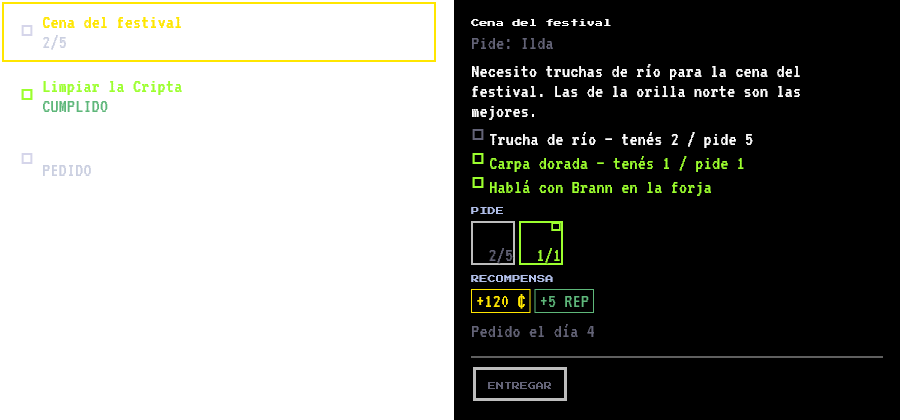 Cena del festival
2/5
Limpiar la Cripta
CUMPLIDO
PEDIDO
Cena del festival
Pide: Ilda
Necesito truchas de río para la cena del
festival. Las de la orilla norte son las
mejores.
Trucha de río — tenés 2 / pide 5
Carpa dorada — tenés 1 / pide 1
Hablá con Brann en la forja
PIDE
2/5
1/1
RECOMPENSA
+120 ₵
+5 REP
Pedido el día 4
ENTREGAR